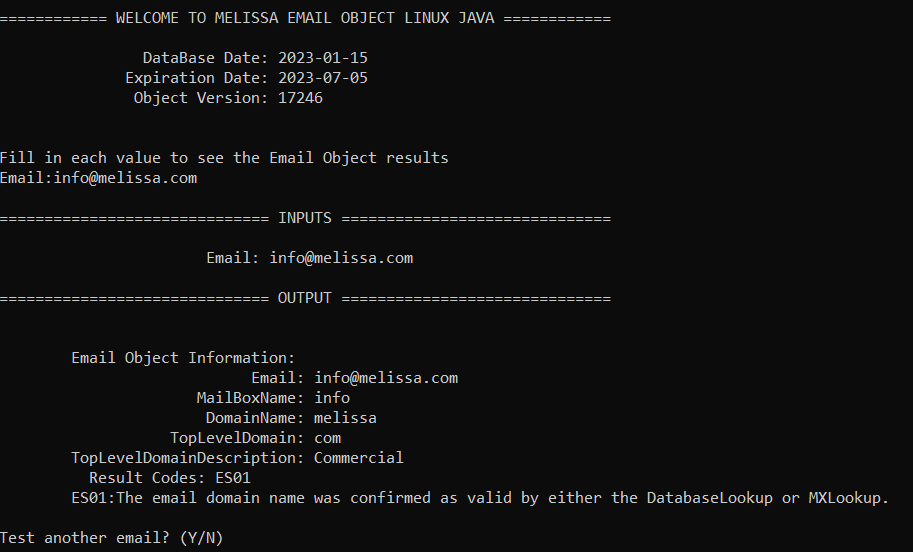 ============ WELCOME TO MELISSA EMAIL OBJECT LINUX JAVA ============
DataBase Date: 2023-01-15
Expiration Date: 2023-07-05
Object Version: 17246
Fill in each value to see the Email Object results
Email:info@melissa.com
============================== INPUTS ==============================
Email: info@melissa.com
============================== OUTPUT ==============================
Email Object Information:
Email: info@melissa.com
MailBoxName: info
DomainName: melissa
TopLevelDomain: com
TopLevelDomainDescription: Commercial
Result Codes: ES01
ES01:The email domain name was confirmed as valid by either the DatabaseLookup or MXLookup.
Test another email? (Y/N)